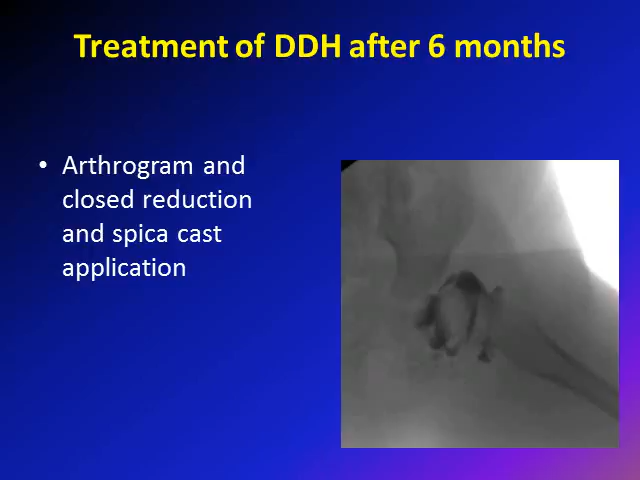 Treatment of DDH after 6 months
• Arthrogram and
closed reduction
and spica cast
application